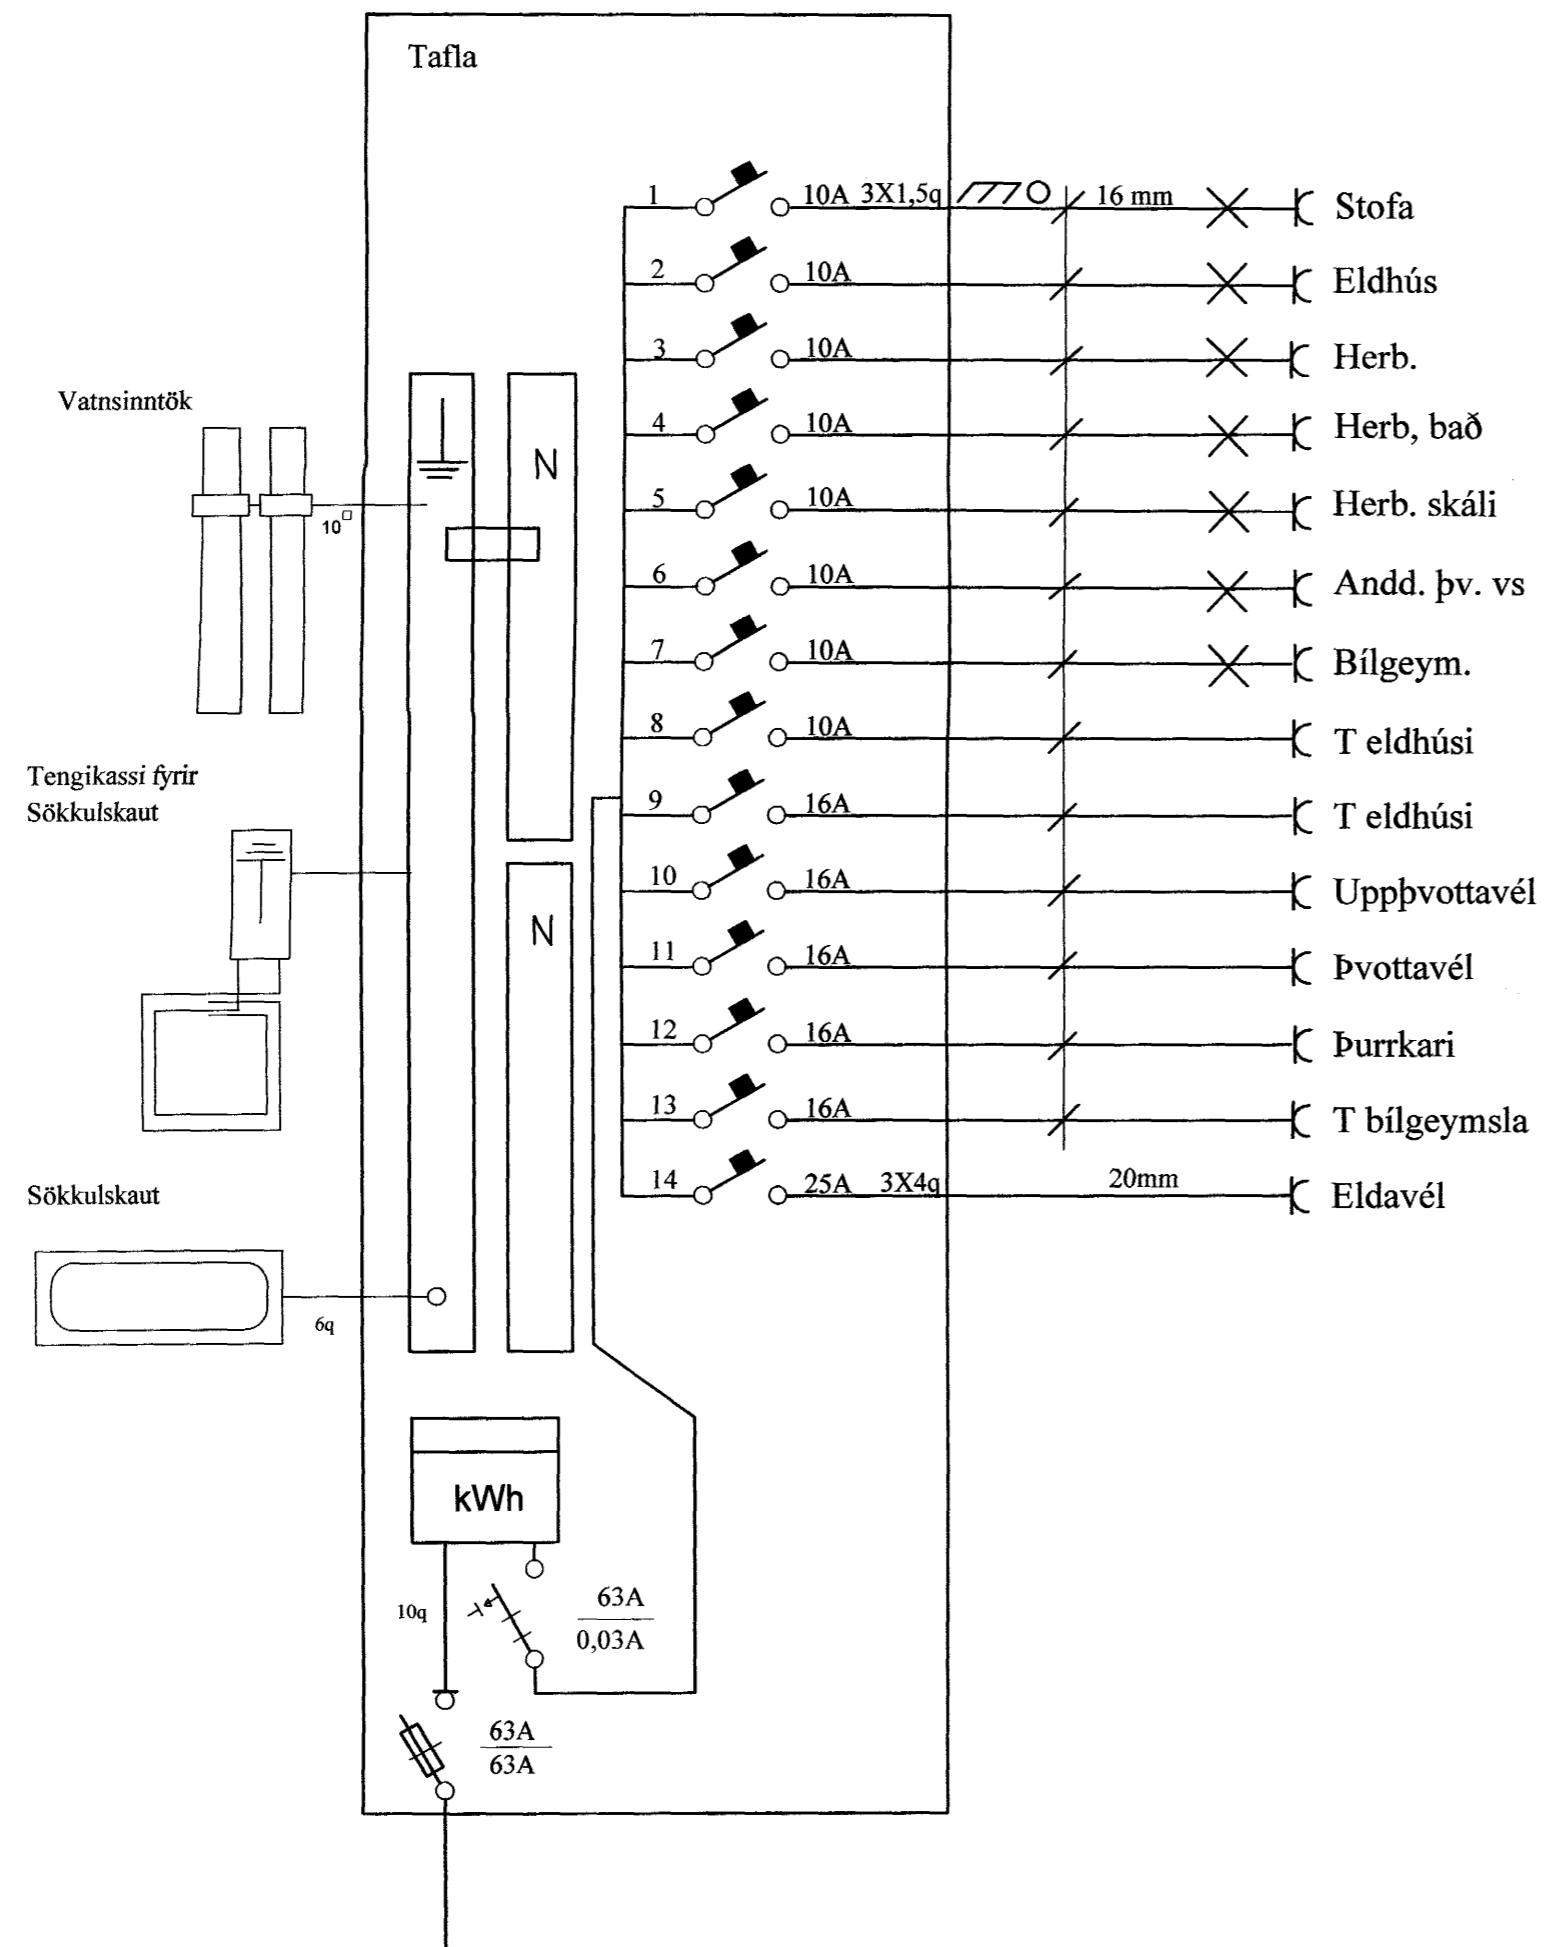 Tafla
1 10A 3X1,5q 16 mm Stofa
2 10A Eldhús
3 10A Herb.
4 10A Herb, bað
5 10A Herb. skáli
6 10A Andd. þv. vs
7 10A Bílgeym.
8 10A T eldhúsi
9 16A T eldhúsi
10 16A Uppþvottavél
11 16A Þvottavél
12 16A Þurrkari
13 16A T bílgeymsla
14 25A 3X4q 20mm Eldavél
Vatnsinntök
10□
N
Tengikassi fyrir
Sökkulskaut
N
Sökkulskaut
6q
kWh
10q
63A
0,03A
63A
63A